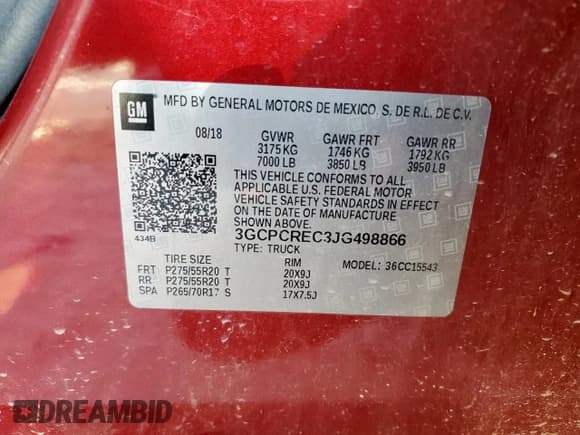 GM
MFD BY GENERAL MOTORS DE MEXICO, S. DE R.L. DE C.V.
08/18 GVWR GAWR FRT GAWR RR
3175 KG 1746 KG 1792 KG
7000 LB 3850 LB 3950 LB
THIS VEHICLE CONFORMS TO ALL
APPLICABLE U.S. FEDERAL MOTOR
VEHICLE SAFETY STANDARDS IN EFFECT
ON THE DATE OF MANUFACTURE
SHOWN ABOVE.
434B 3GCPCREC3JG498866
TYPE: TRUCK
TIRE SIZE RIM MODEL: 36CC15543
FRT P275/55R20 T 20X9J
RR P275/55R20 T 20X9J
SPA P265/70R17 S 17X7.5J
DREAMBID